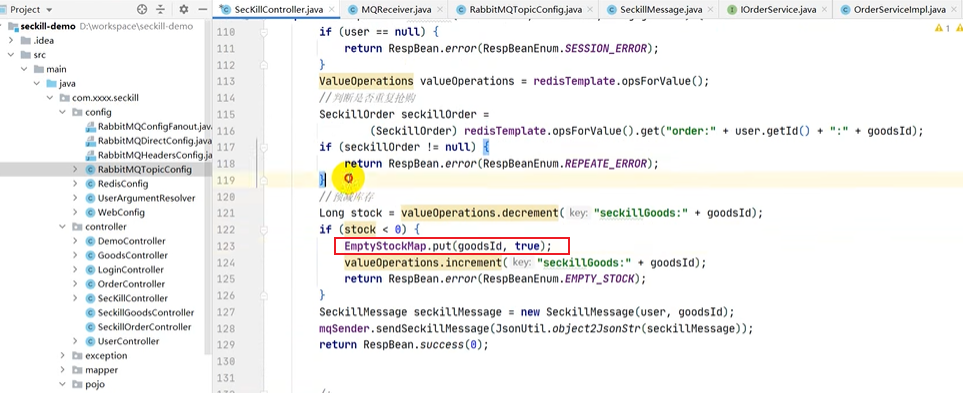 Project
SecKillController.java
MQReceiver.java
RabbitMQTopicConfig.java
SeckillMessage.java
IOrderService.java
OrderServiceImpl.java
seckill-demo D:\workspace\seckill-demo
.idea
src
main
java
com.xxxx.seckill
config
RabbitMQConfigFanout.java
RabbitMQDirectConfig.java
RabbitMQHeadersConfig.ja
RabbitMQTopicConfig
RedisConfig
UserArgumentResolver
WebConfig
controller
DemoController
GoodsController
LoginController
OrderController
SecKillController
SeckillGoodsController
SeckillOrderController
UserController
exception
mapper
pojo
1
110 if (user == null) {
111 return RespBean.error(RespBeanEnum.SESSION_ERROR);
112 }
113 ValueOperations valueOperations = redisTemplate.opsForValue();
114 //判断是否重复抢购
115 SeckillOrder seckillOrder =
116 (SeckillOrder) redisTemplate.opsForValue().get("order:" + user.getId() + ":" + goodsId);
117 if (seckillOrder != null) {
118 return RespBean.error(RespBeanEnum.REPEATE_ERROR);
119 }
120 //预减库存
121 Long stock = valueOperations.decrement( key: "seckillGoods:" + goodsId);
122 if (stock < 0) {
123 EmptyStockMap.put(goodsId, true);
124 valueOperations.increment( key: "seckillGoods:" + goodsId);
125 return RespBean.error(RespBeanEnum.EMPTY_STOCK);
126 }
127 SeckillMessage seckillMessage = new SeckillMessage(user, goodsId);
128 mqSender.sendSeckillMessage(JsonUtil.object2JsonStr(seckillMessage));
129 return RespBean.success(0);
130
131